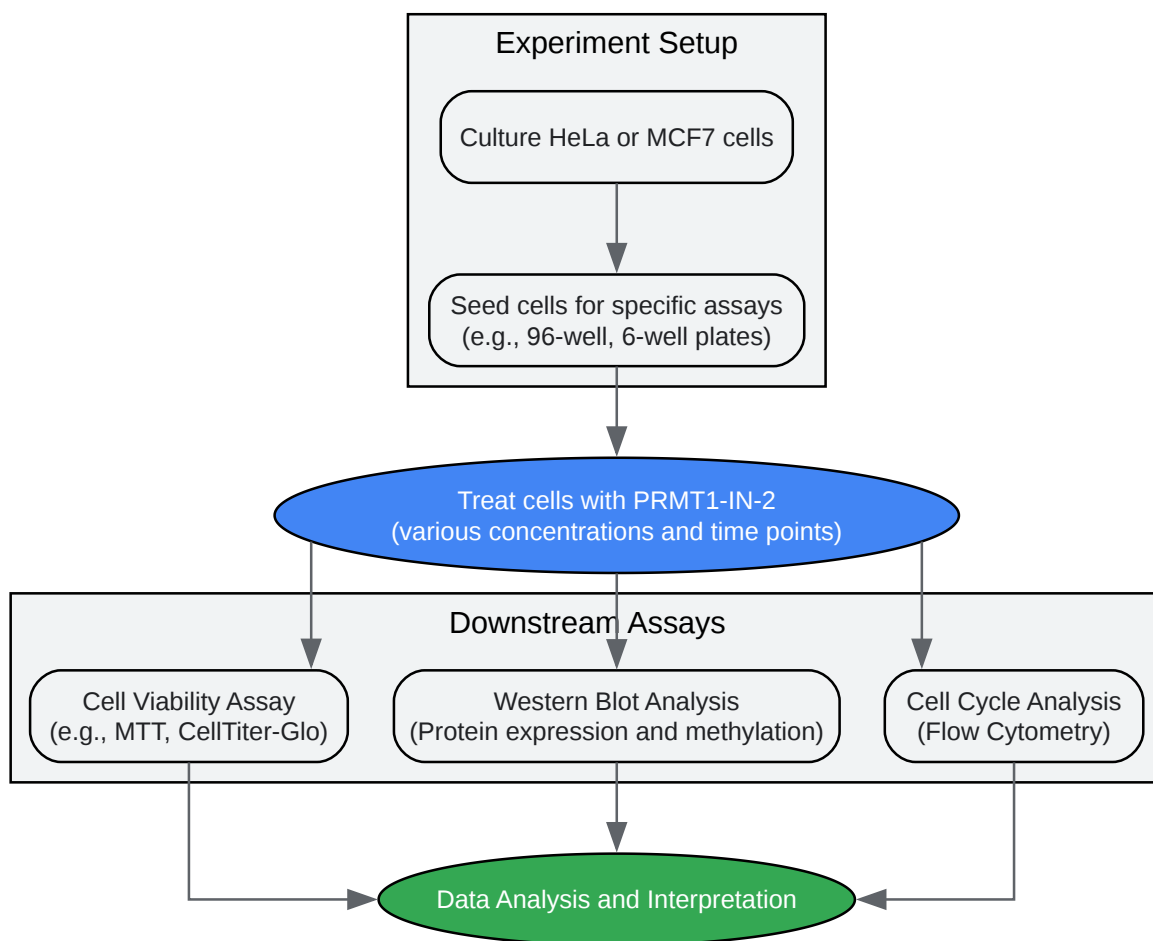 Experiment Setup
Culture HeLa or MCF7 cells
Seed cells for specific assays
(e.g., 96-well, 6-well plates)
Treat cells with PRMT1-IN-2
(various concentrations and time points)
Downstream Assays
Cell Viability Assay
(e.g., MTT, CellTiter-Glo)
Western Blot Analysis
(Protein expression and methylation)
Cell Cycle Analysis
(Flow Cytometry)
Data Analysis and Interpretation